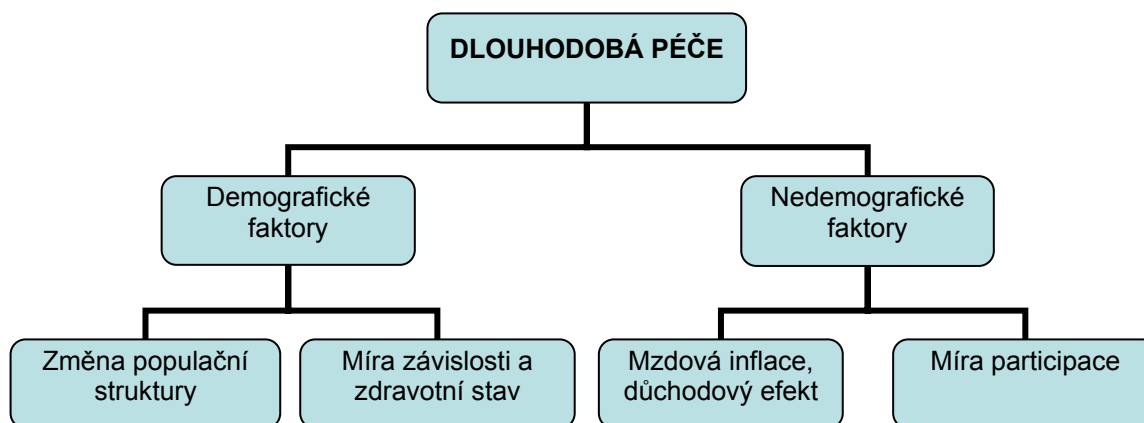 DLOUHODOBÁ PÉČE
Demografické
faktory
Nedemografické
faktory
Změna populační
struktury
Míra závislosti a
zdravotní stav
Mzdová inflace,
důchodový efekt
Míra participace